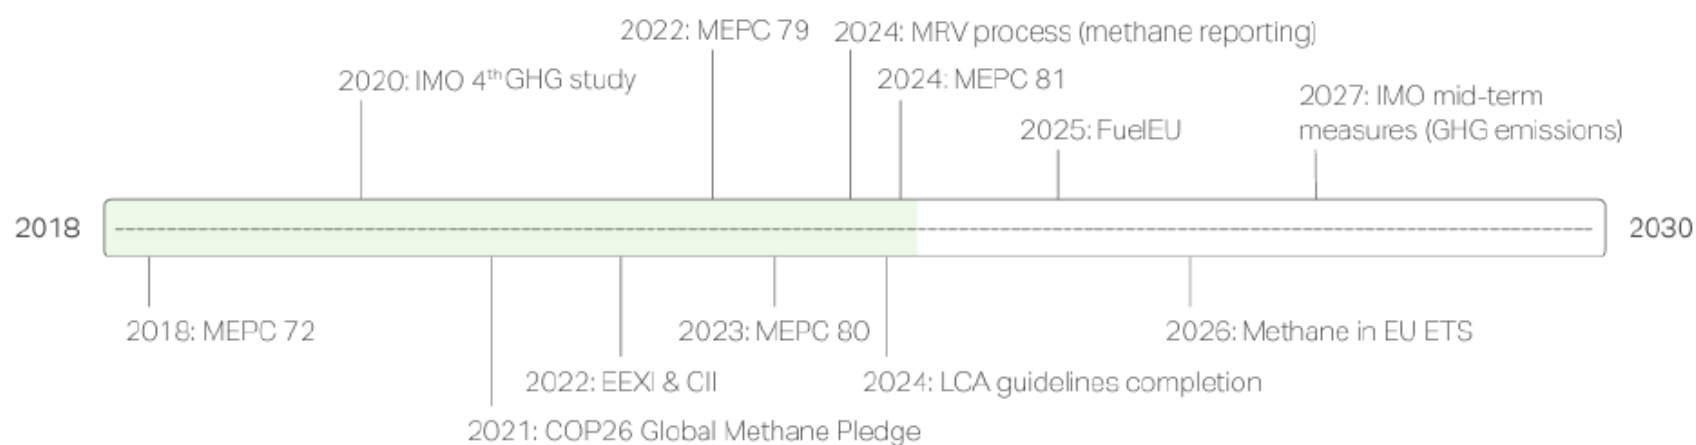 2022: MEPC 79
2024: MRV process (methane reporting)
2020: IMO 4th GHG study
2024: MEPC 81
2027: IMO mid-term
measures (GHG emissions)
2025: FuelEU
2018
2030
2018: MEPC 72
2023: MEPC 80
2026: Methane in EU ETS
2022: EEXI & CII
2024: LCA guidelines completion
2021: COP26 Global Methane Pledge